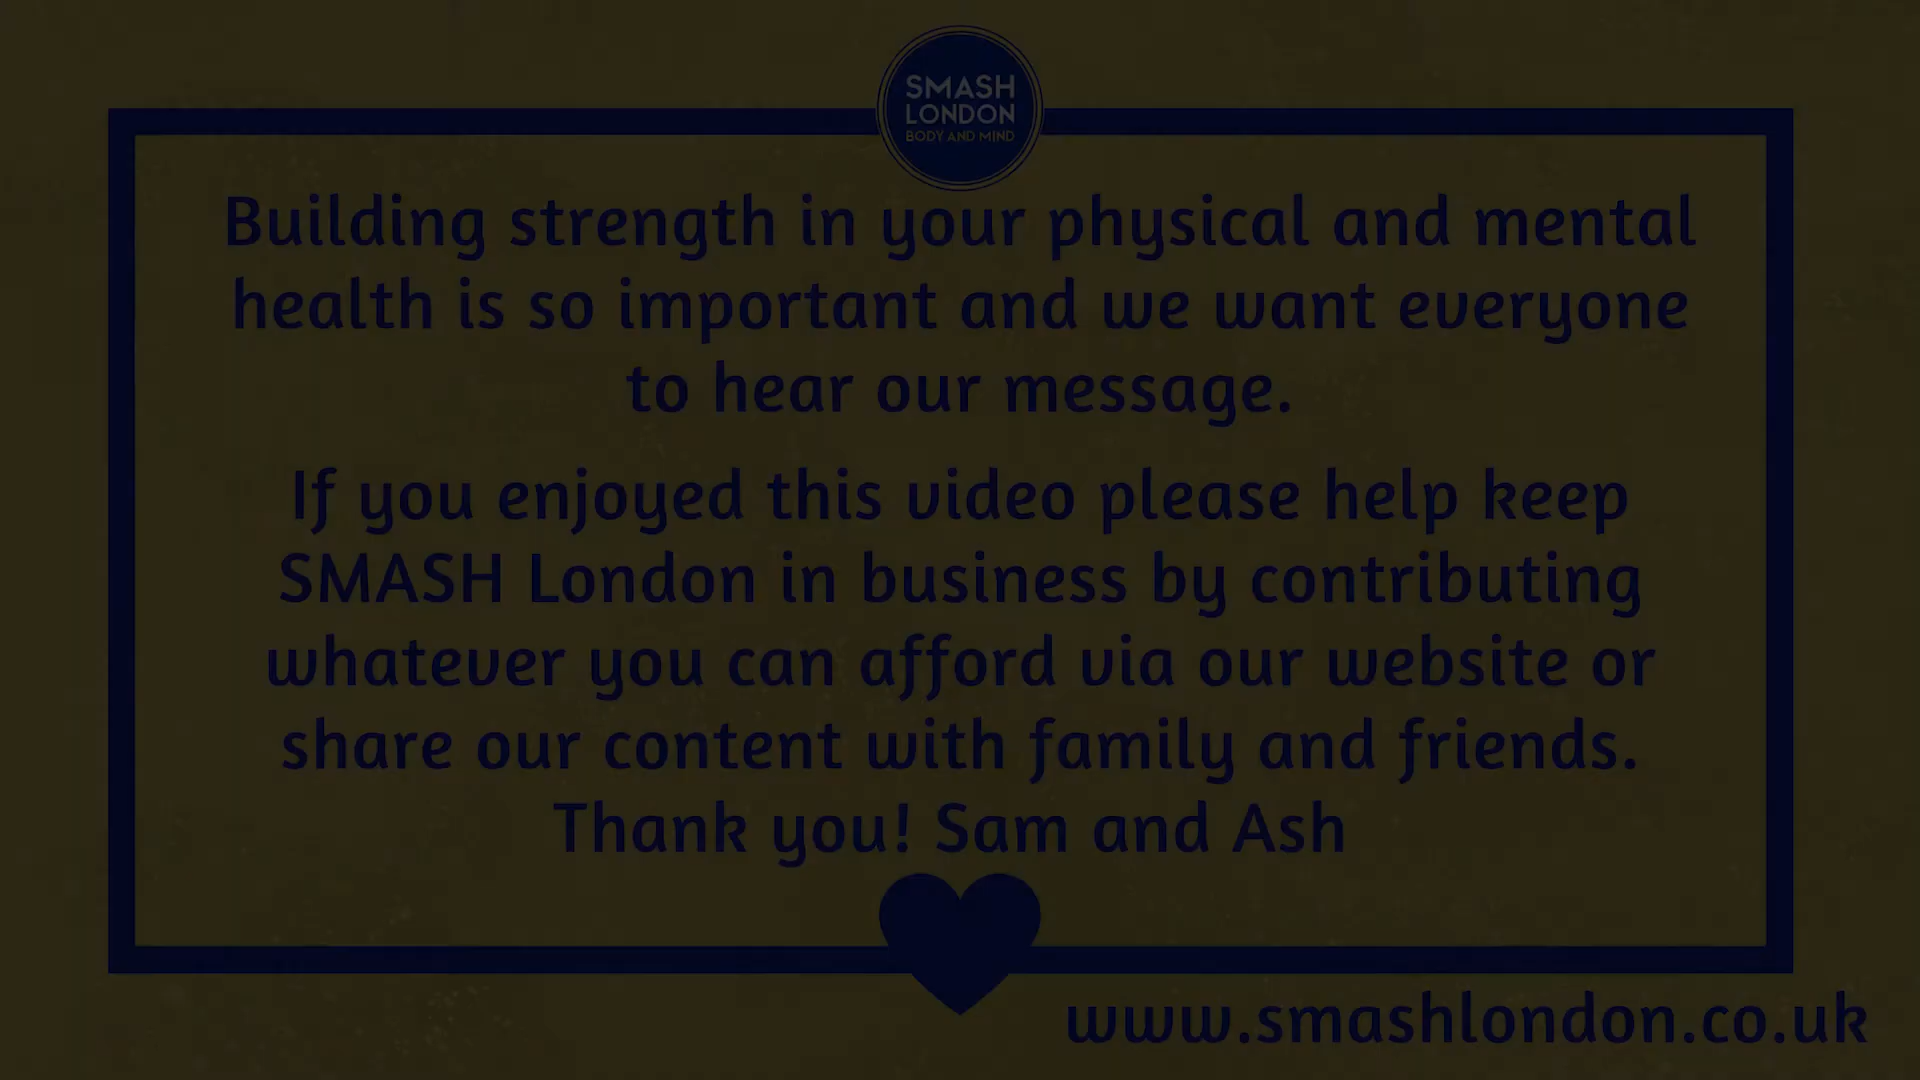 SMASH
LONDON
BODY AND MIND
Building strength in your physical and mental
health is so important and we want everyone
to hear our message.
If you enjoyed this video please help keep
SMASH London in business by contributing
whatever you can afford via our website or
share our content with family and friends.
Thank you! Sam and Ash
www.smashlondon.co.uk